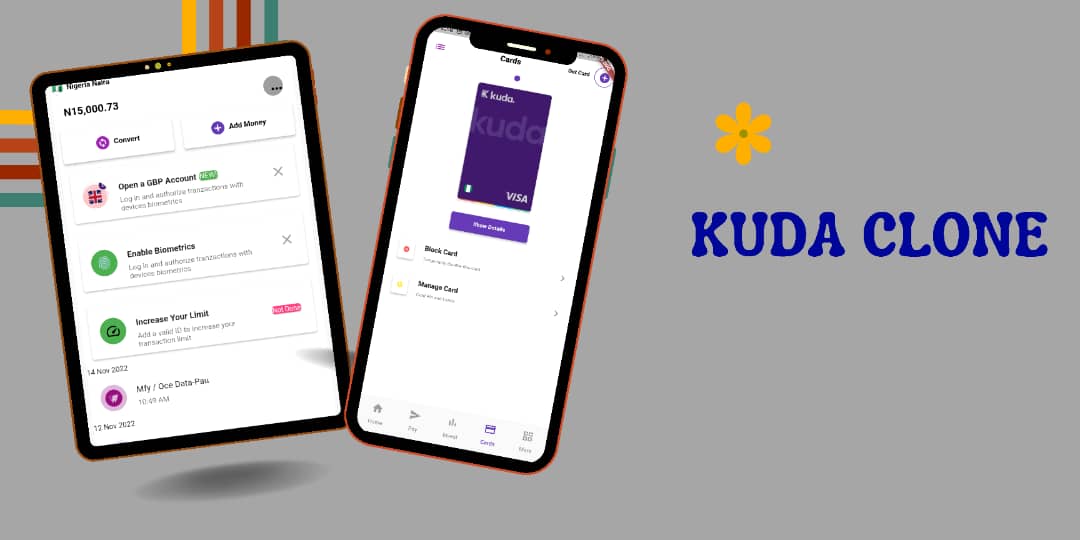 Nigeria Naira
N15,000.73
Convert
Add Money
Open a GBP Account NEW!
Log in and authorize transactions with
devices biometrics
Enable Biometrics
Log in and authorize transactions with
devices biometrics
Increase Your Limit
Not Done
Add a valid ID to increase your
transaction limit
14 Nov 2022
Mfy / Oce Data-Pau
10:49 AM
12 Nov 2022
Cards
Get Card
kuda.
kuda
VISA
Show Details
Block Card
Manage Card
Home
Pay
Invest
Cards
More
KUDA CLONE